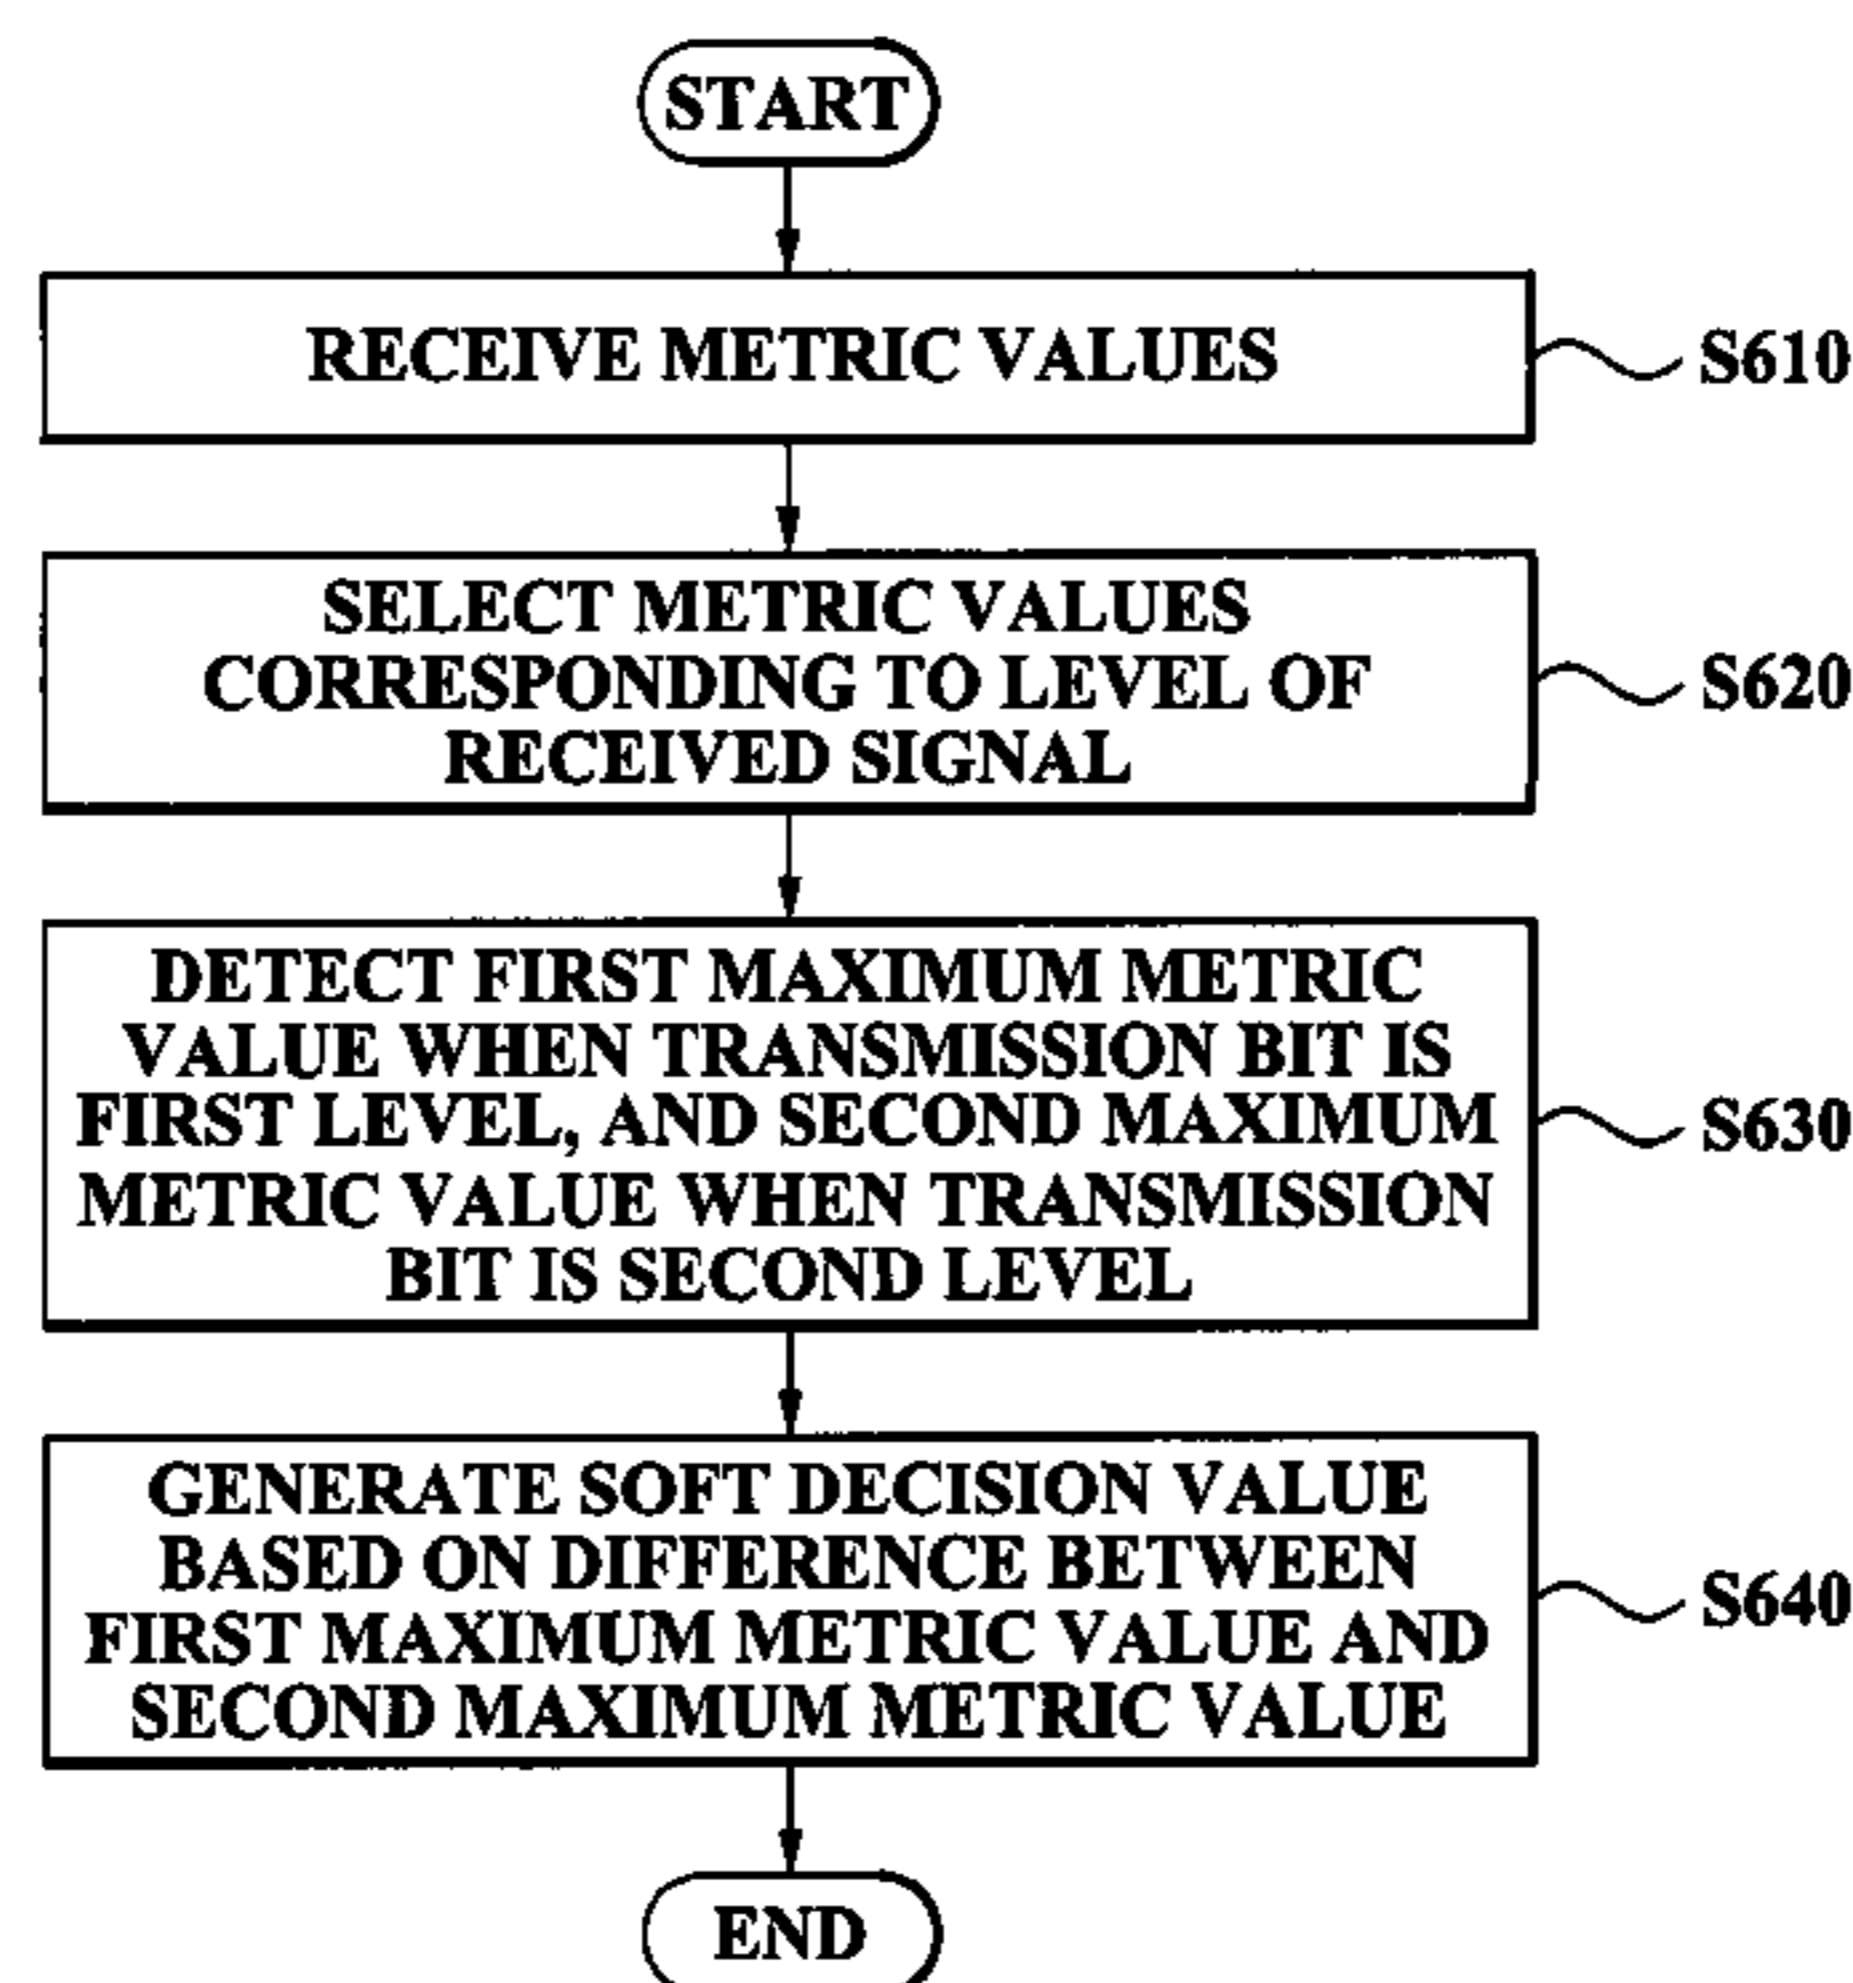 START
RECEIVE METRIC VALUES
S610
SELECT METRIC VALUES
CORRESPONDING TO LEVEL OF
RECEIVED SIGNAL
S620
DETECT FIRST MAXIMUM METRIC
VALUE WHEN TRANSMISSION BIT IS
FIRST LEVEL, AND SECOND MAXIMUM
METRIC VALUE WHEN TRANSMISSION
BIT IS SECOND LEVEL
S630
GENERATE SOFT DECISION VALUE
BASED ON DIFFERENCE BETWEEN
FIRST MAXIMUM METRIC VALUE AND
SECOND MAXIMUM METRIC VALUE
S640
END